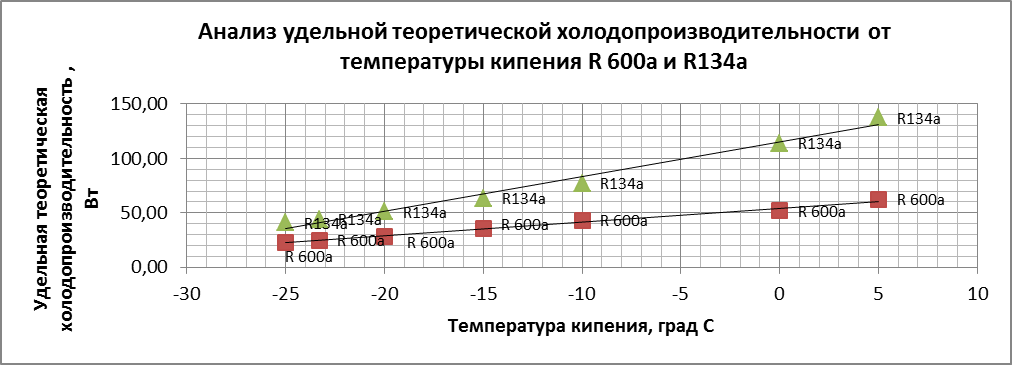 Анализ удельной теоретической холодопроизводительности от
температуры кипения R 600a и R134a
Удельная теоретическая
холодопроизводительность ,
Вт
150,00
100,00
50,00
0,00
R134a
R134a
R134a
R134a
R134a
R134a
R134a
R 600a
R 600a
R 600a
R 600a
R 600a
R 600a
R 600a
-30
-25
-20
-15
-10
-5
0
5
10
Температура кипения, град С